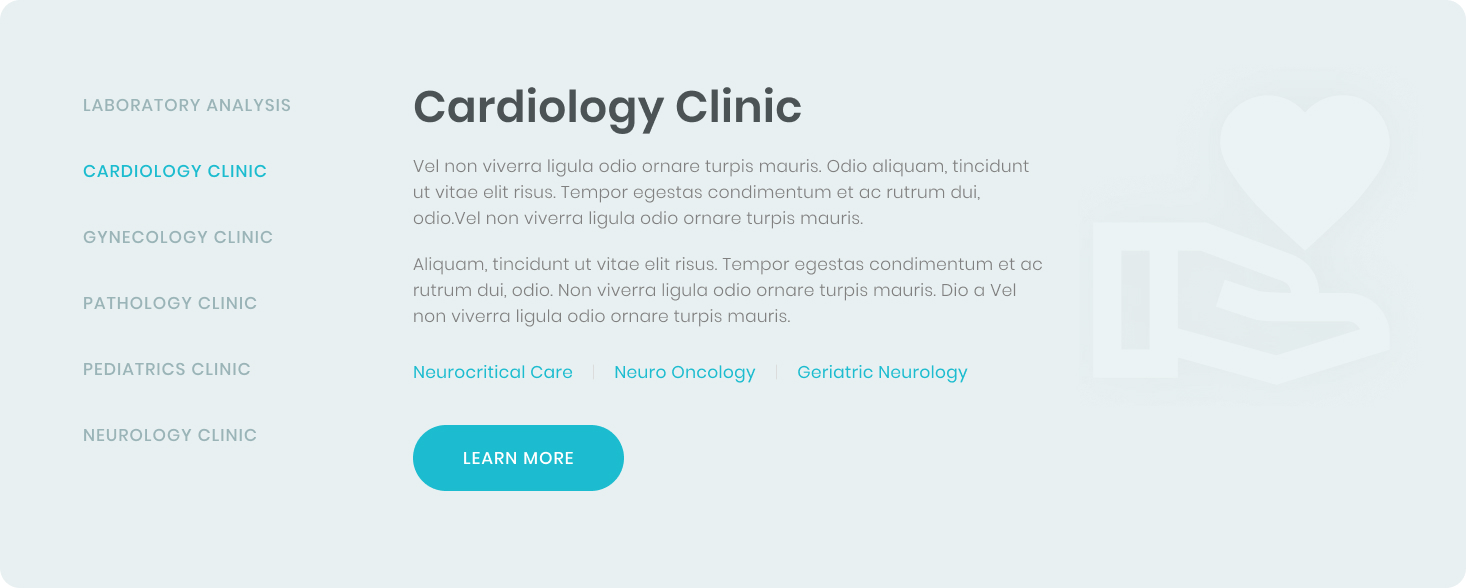 LABORATORY ANALYSIS
CARDIOLOGY CLINIC
GYNECOLOGY CLINIC
PATHOLOGY CLINIC
PEDIATRICS CLINIC
NEUROLOGY CLINIC
Cardiology Clinic
Vel non viverra ligula odio ornare turpis mauris. Odio aliquam, tincidunt
ut vitae elit risus. Tempor egestas condimentum et ac rutrum dui,
odio.Vel non viverra ligula odio ornare turpis mauris.
Aliquam, tincidunt ut vitae elit risus. Tempor egestas condimentum et ac
rutrum dui, odio. Non viverra ligula odio ornare turpis mauris. Dio a Vel
non viverra ligula odio ornare turpis mauris.
Neurocritical Care | Neuro Oncology | Geriatric Neurology
LEARN MORE